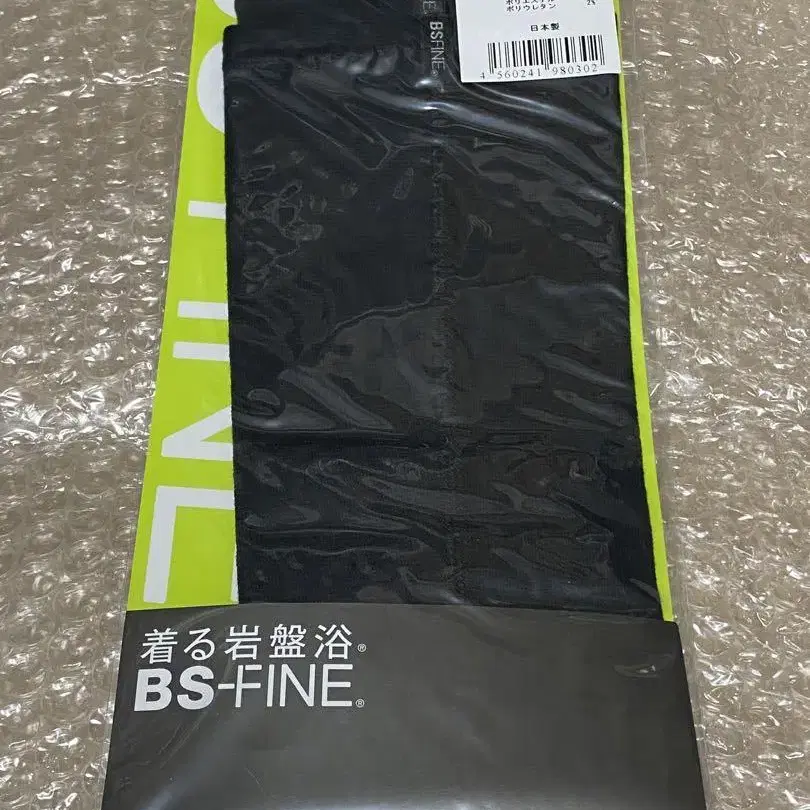 ポリエステル
ポリウレタン 2%
日本製
4 560241 980302
BSFINE®
着る岩盤浴®
BS-FINE®